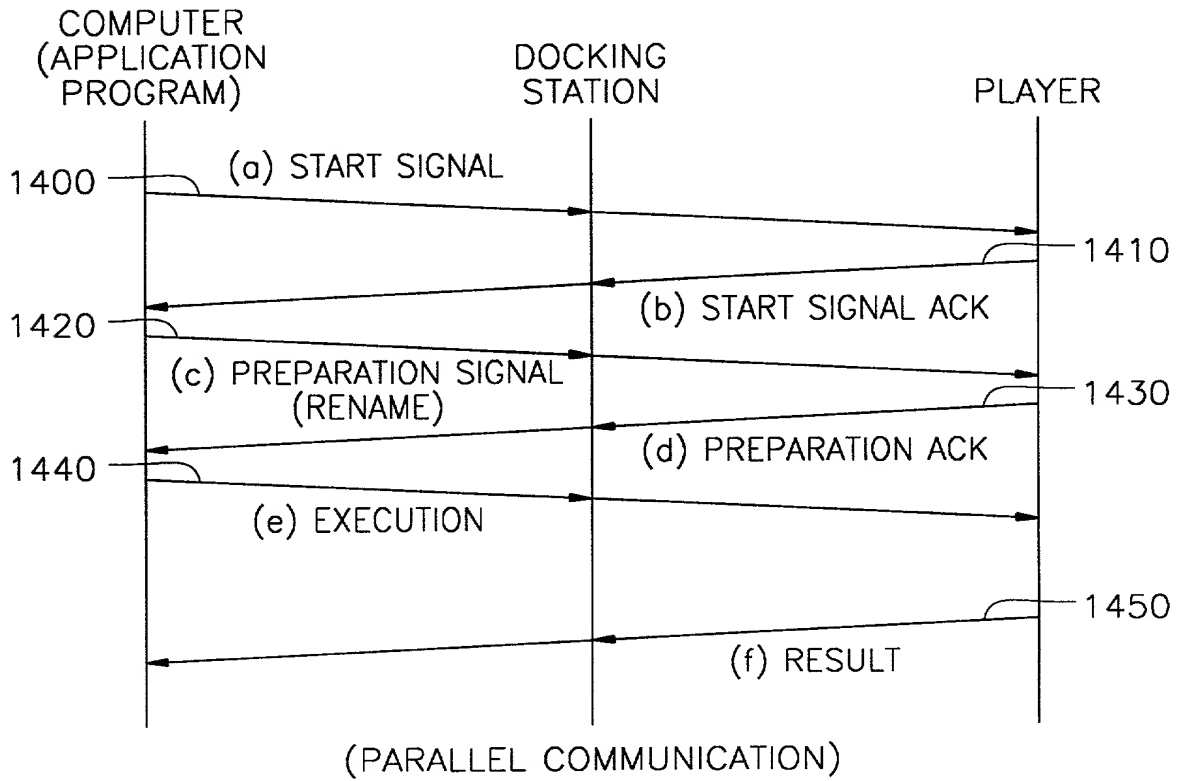 COMPUTER
(APPLICATION
PROGRAM)
DOCKING
STATION
PLAYER
1400
(a) START SIGNAL
1410
(b) START SIGNAL ACK
1420
(c) PREPARATION SIGNAL
(RENAME)
1430
(d) PREPARATION ACK
1440
(e) EXECUTION
1450
(f) RESULT
(PARALLEL COMMUNICATION)